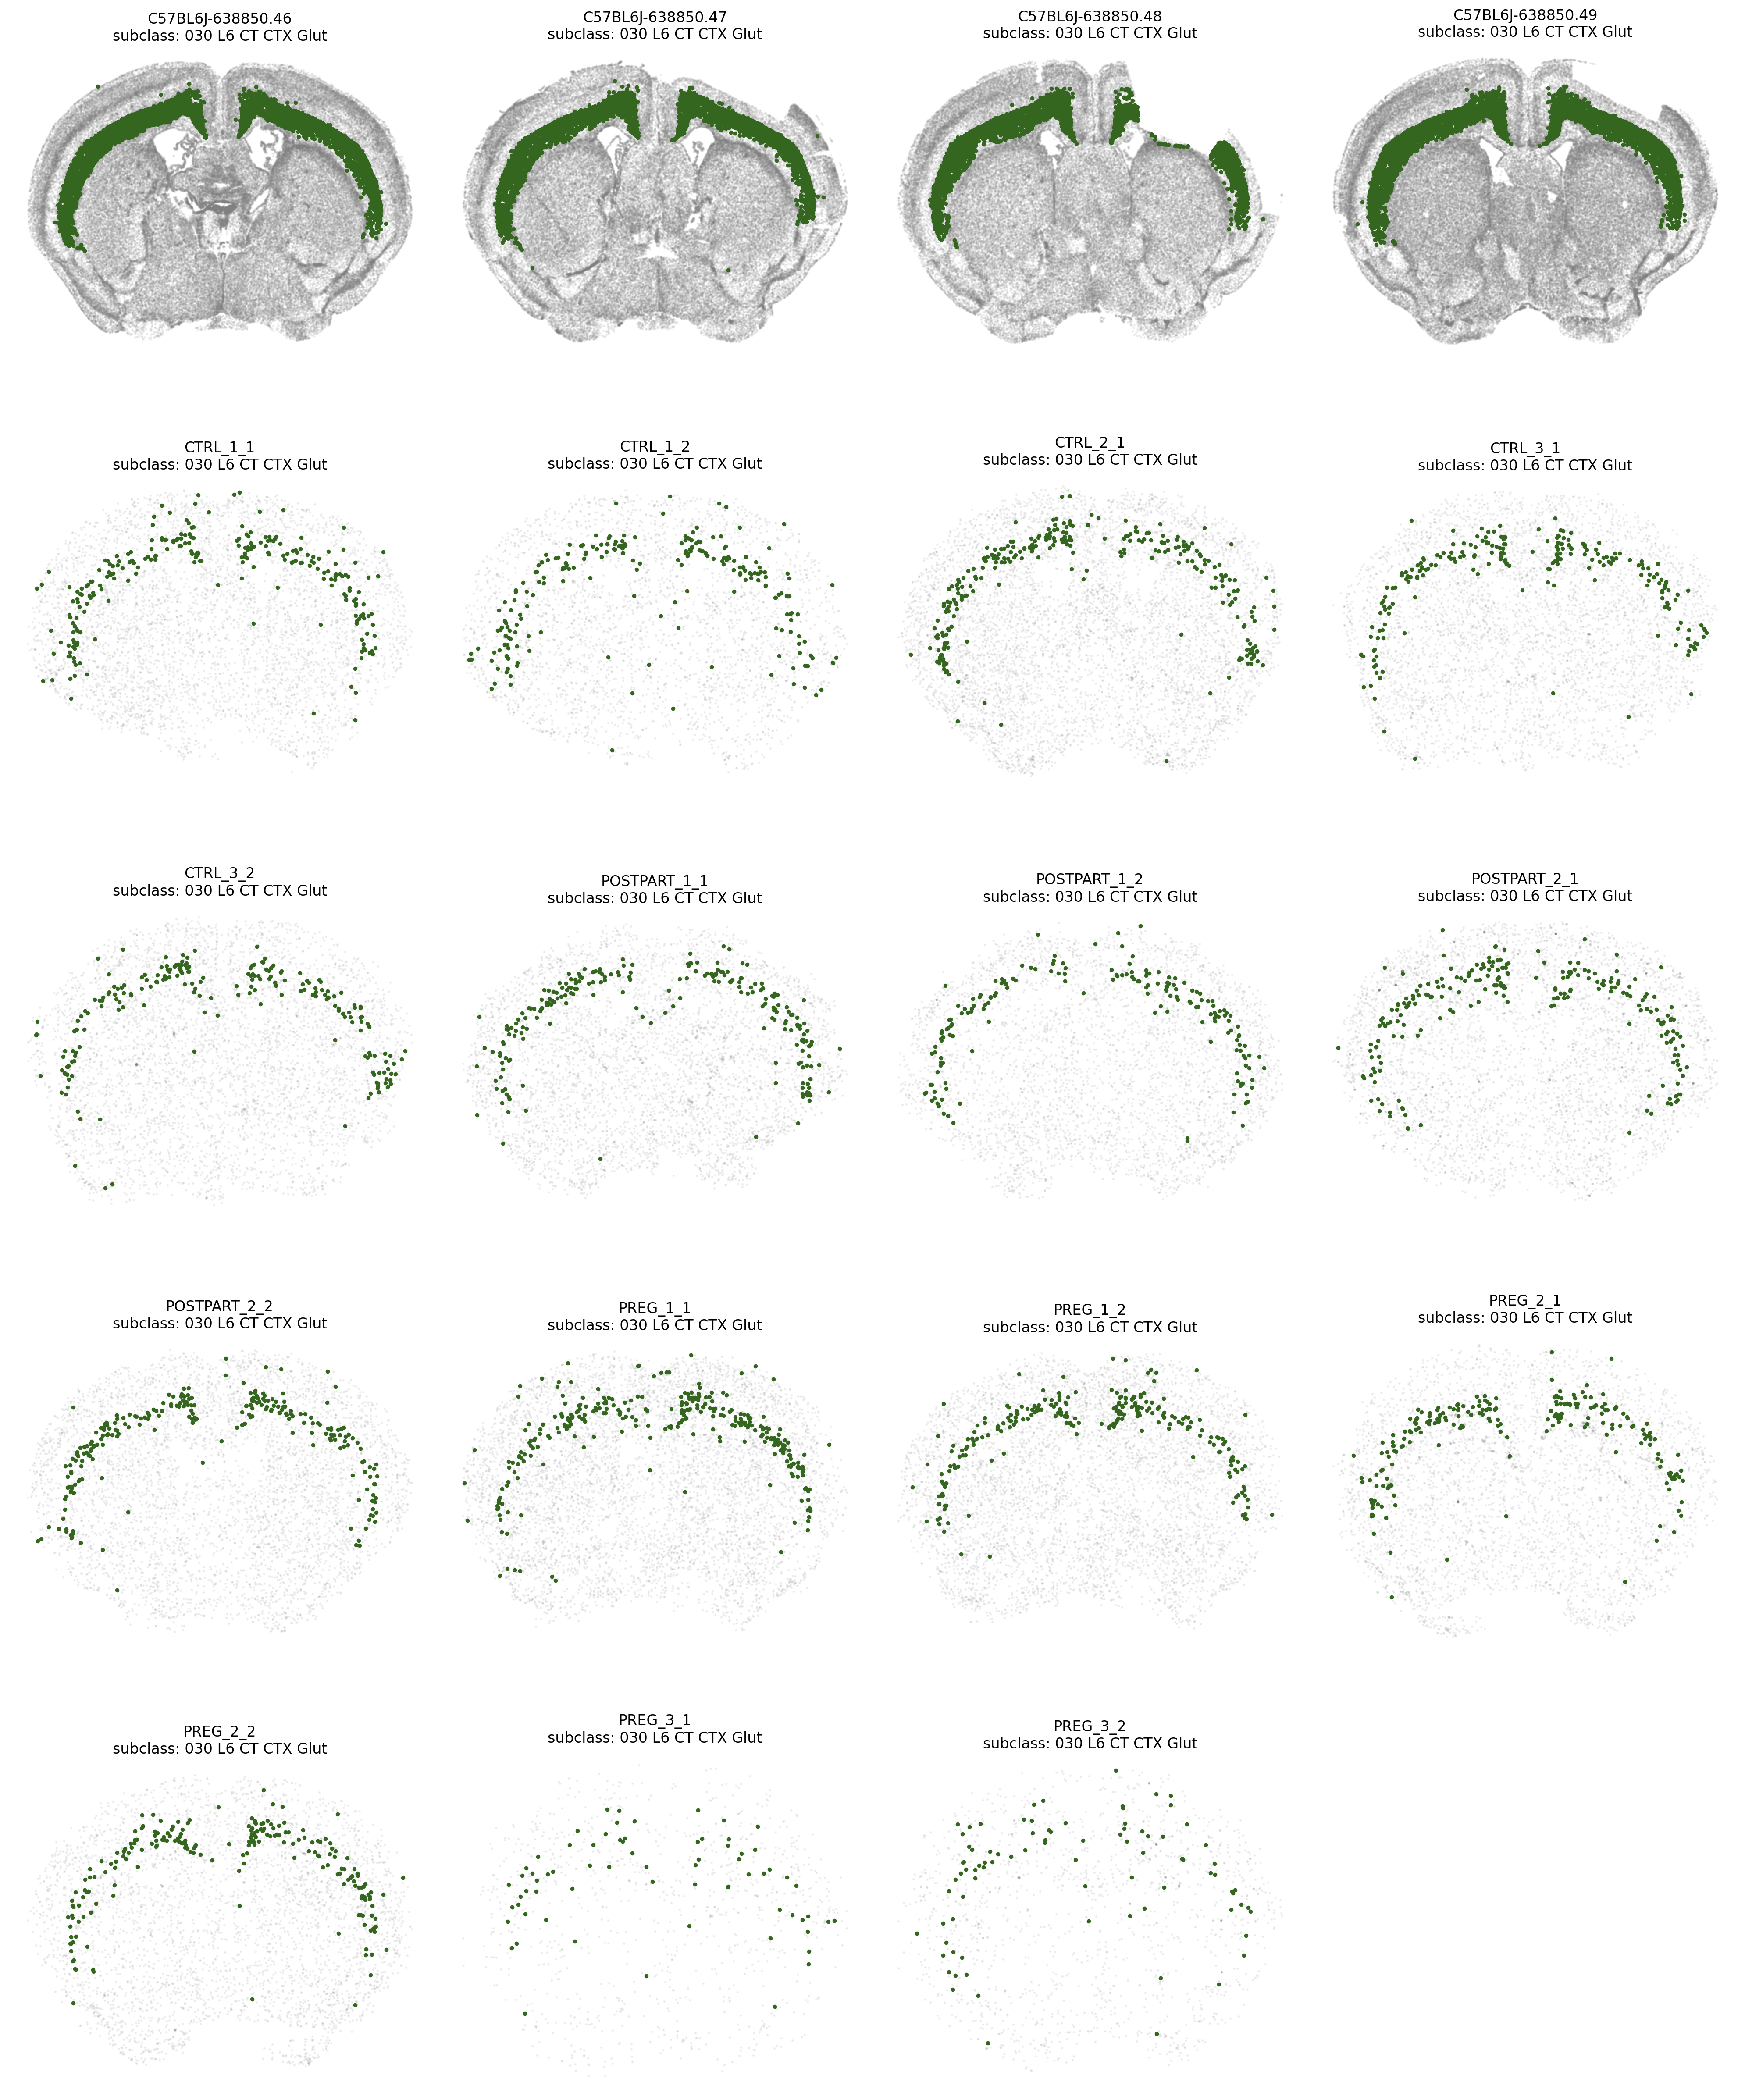 C57BL6J-638850.46
subclass: 030 L6 CT CTX Glut
C57BL6J-638850.47
subclass: 030 L6 CT CTX Glut
C57BL6J-638850.48
subclass: 030 L6 CT CTX Glut
C57BL6J-638850.49
subclass: 030 L6 CT CTX Glut
CTRL_1_1
subclass: 030 L6 CT CTX Glut
CTRL_1_2
subclass: 030 L6 CT CTX Glut
CTRL_2_1
subclass: 030 L6 CT CTX Glut
CTRL_3_1
subclass: 030 L6 CT CTX Glut
CTRL_3_2
subclass: 030 L6 CT CTX Glut
POSTPART_1_1
subclass: 030 L6 CT CTX Glut
POSTPART_1_2
subclass: 030 L6 CT CTX Glut
POSTPART_2_1
subclass: 030 L6 CT CTX Glut
POSTPART_2_2
subclass: 030 L6 CT CTX Glut
PREG_1_1
subclass: 030 L6 CT CTX Glut
PREG_1_2
subclass: 030 L6 CT CTX Glut
PREG_2_1
subclass: 030 L6 CT CTX Glut
PREG_2_2
subclass: 030 L6 CT CTX Glut
PREG_3_1
subclass: 030 L6 CT CTX Glut
PREG_3_2
subclass: 030 L6 CT CTX Glut